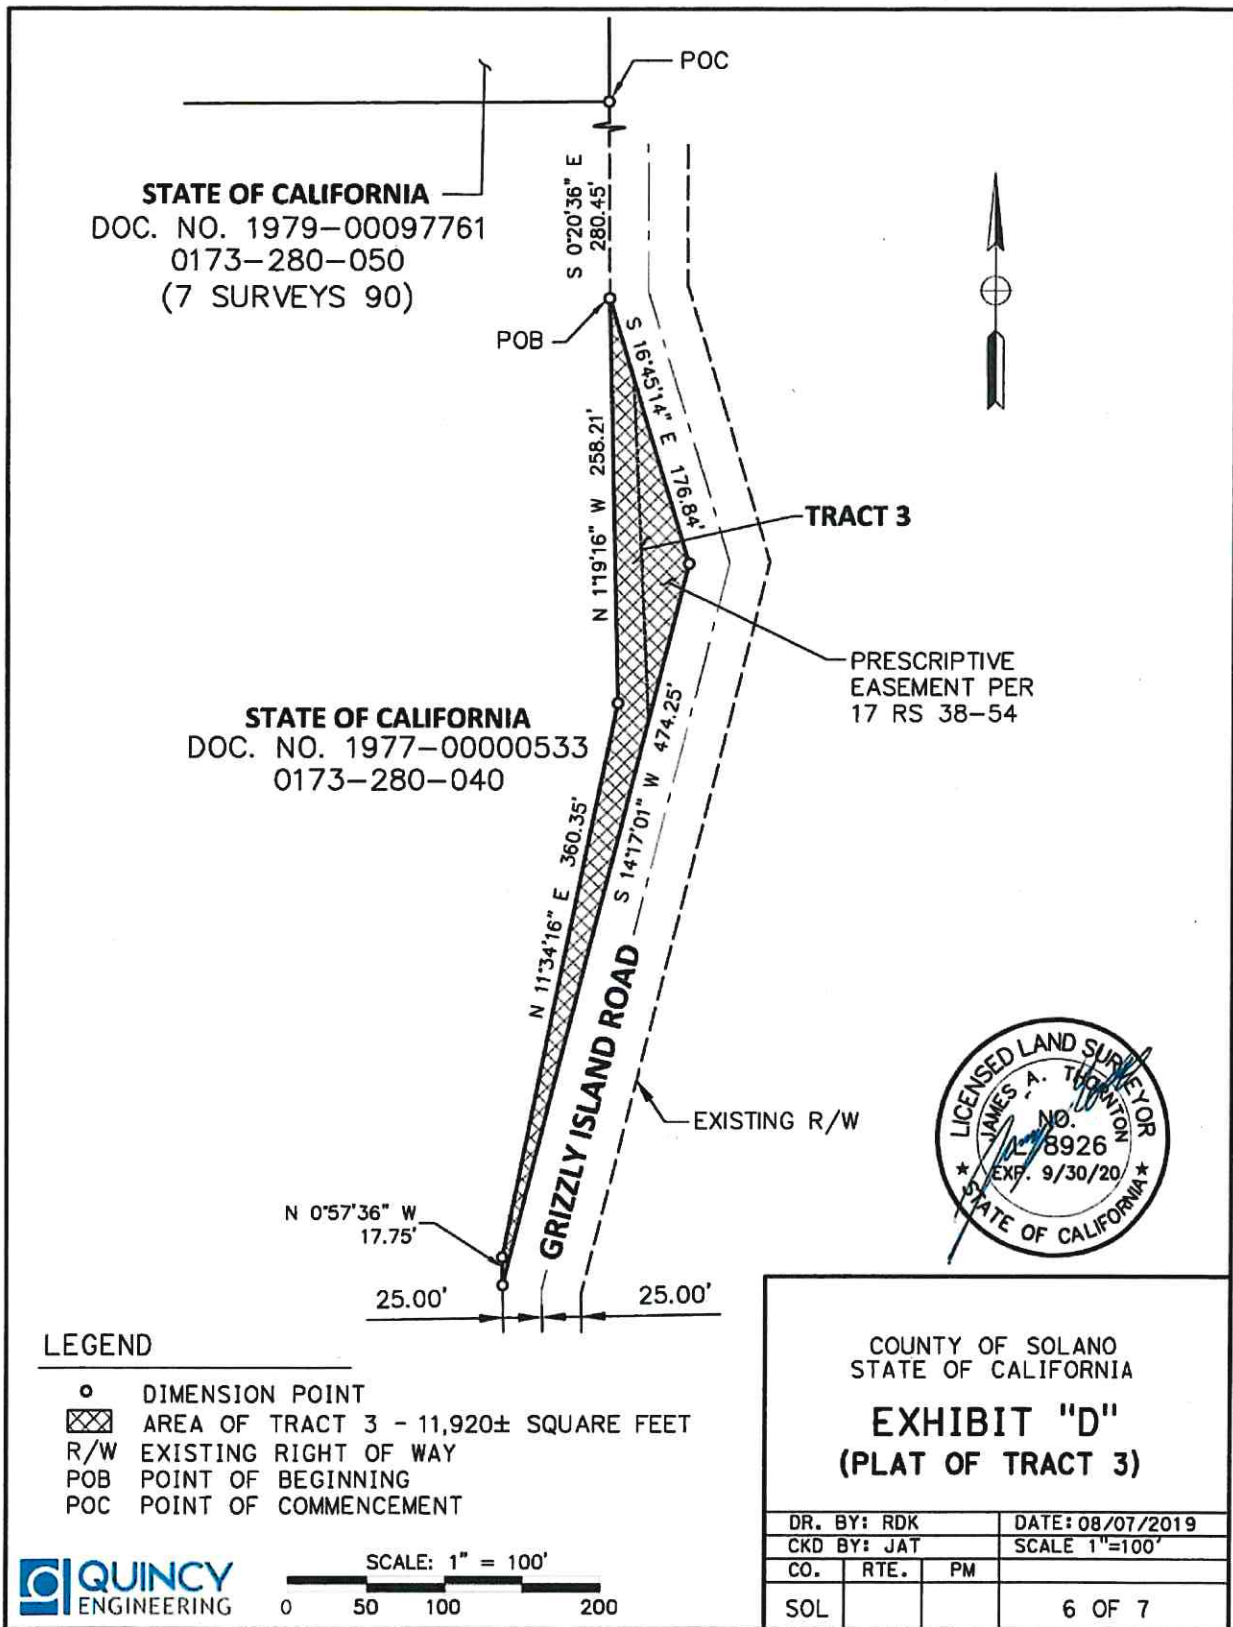 POC
S 0°20'36" E
280.45'
STATE OF CALIFORNIA
DOC. NO. 1979-00097761
0173-280-050
(7 SURVEYS 90)
POB
S 16°45'14" E 176.84'
N 1°19'16" W 258.21'
TRACT 3
PRESCRIPTIVE
EASEMENT PER
17 RS 38-54
STATE OF CALIFORNIA
DOC. NO. 1977-00000533
0173-280-040
S 14°17'01" W 474.25'
N 11°34'16" E 360.35'
GRIZZLY ISLAND ROAD
EXISTING R/W
LICENSED LAND SURVEYOR
JAMES A. THORNTON
NO.
L 8926
EXP. 9/30/20
★ STATE OF CALIFORNIA ★
N 0°57'36" W
17.75'
25.00'
25.00'
LEGEND
DIMENSION POINT
AREA OF TRACT 3 - 11,920± SQUARE FEET
R/W EXISTING RIGHT OF WAY
POB POINT OF BEGINNING
POC POINT OF COMMENCEMENT
QUINCY
ENGINEERING
SCALE: 1" = 100'
0 50 100 200
COUNTY OF SOLANO
STATE OF CALIFORNIA
EXHIBIT "D"
(PLAT OF TRACT 3)
DR. BY: RDK DATE: 08/07/2019
CKD BY: JAT SCALE 1"=100'
CO. RTE. PM
SOL 6 OF 7